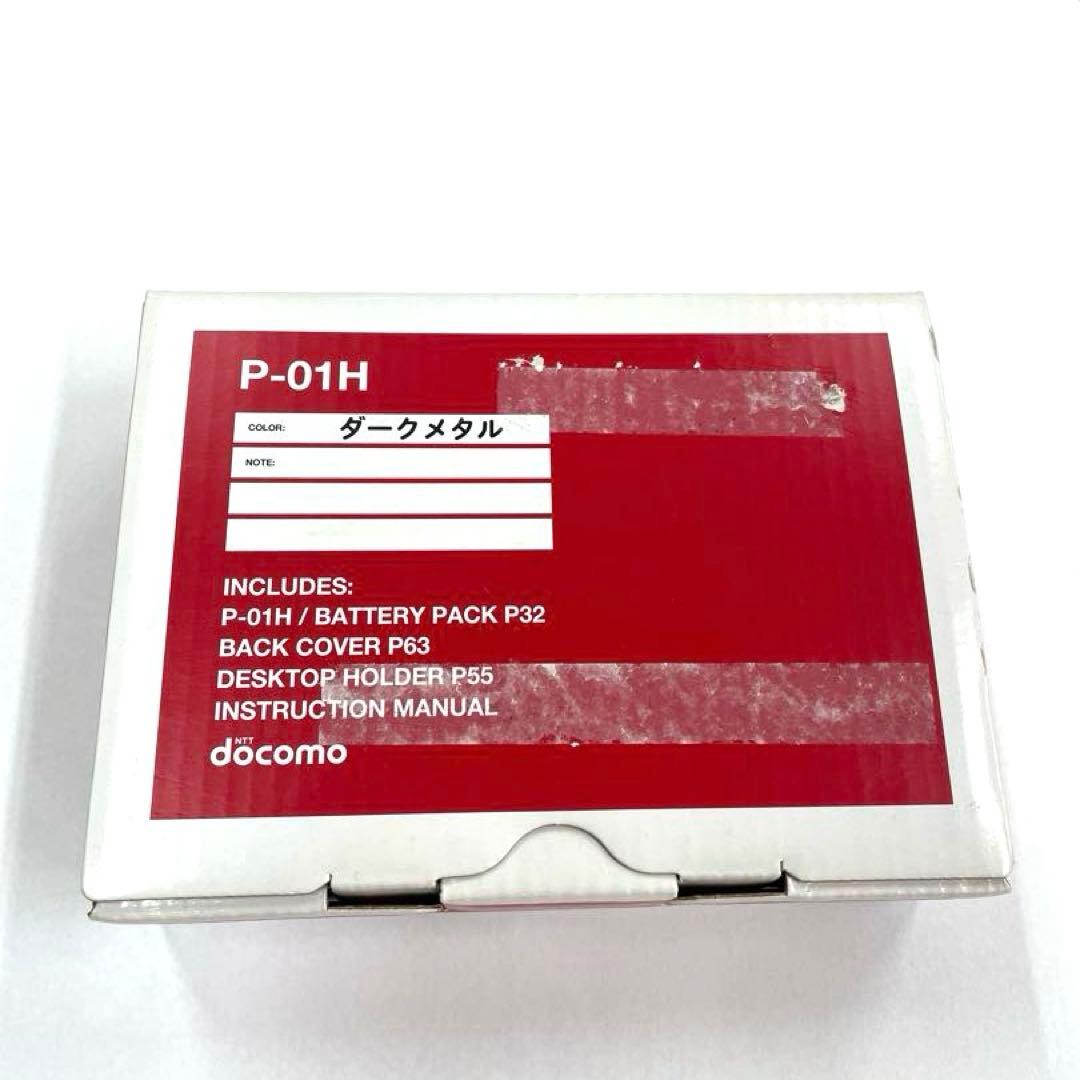 P-01H
COLOR: ダークメタル
NOTE:
INCLUDES:
P-01H / BATTERY PACK P32
BACK COVER P63
DESKTOP HOLDER P55
INSTRUCTION MANUAL
NTT
docomo